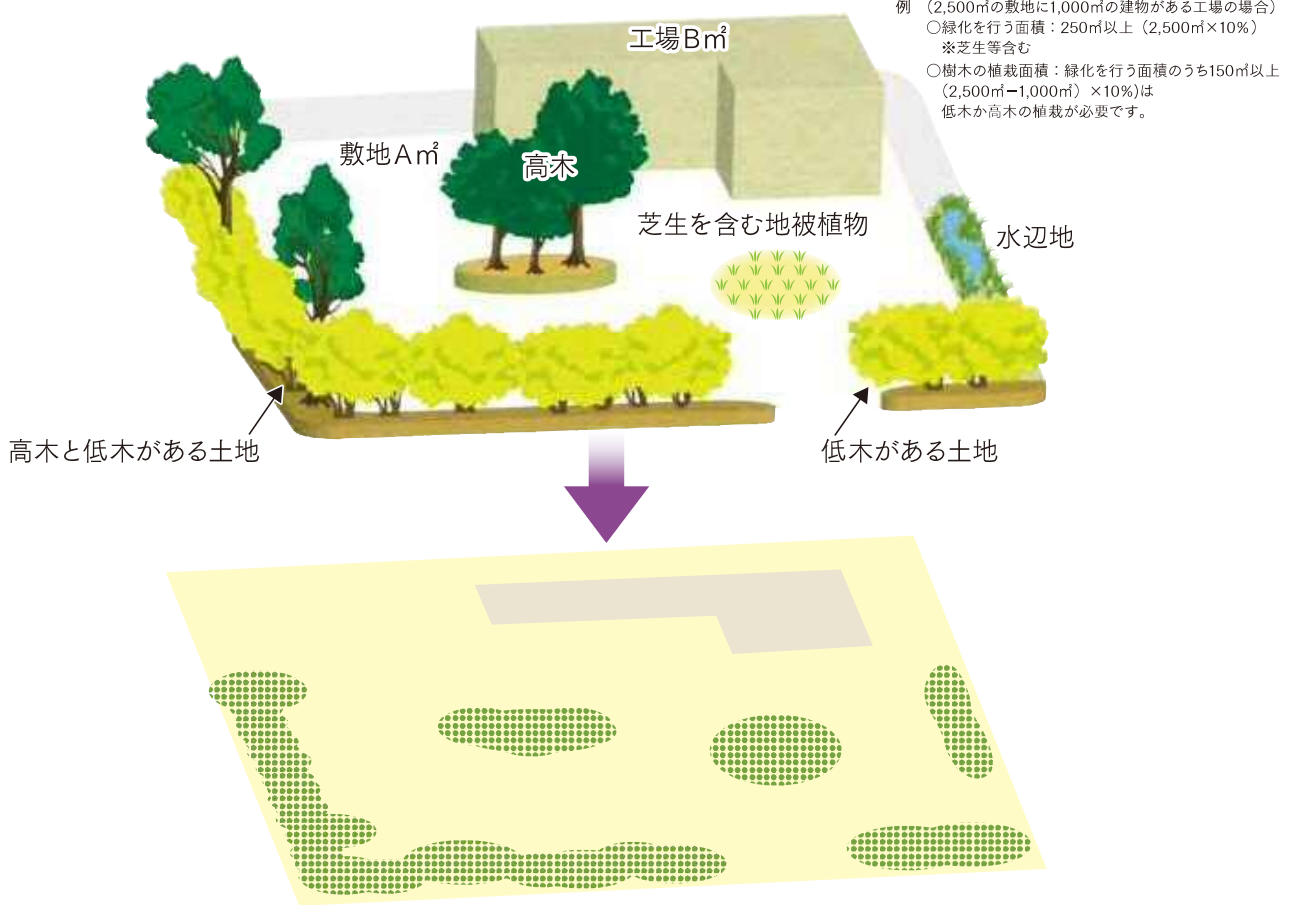 例 （2,500㎡の敷地に1,000㎡の建物がある工場の場合）
○緑化を行う面積：250㎡以上（2,500㎡×10%）
※芝生等含む
○樹木の植栽面積：緑化を行う面積のうち150㎡以上
（2,500㎡ー1,000㎡）×10%)は
低木か高木の植栽が必要です。
工場B㎡
敷地A㎡
高木
芝生を含む地被植物
水辺地
高木と低木がある土地
低木がある土地